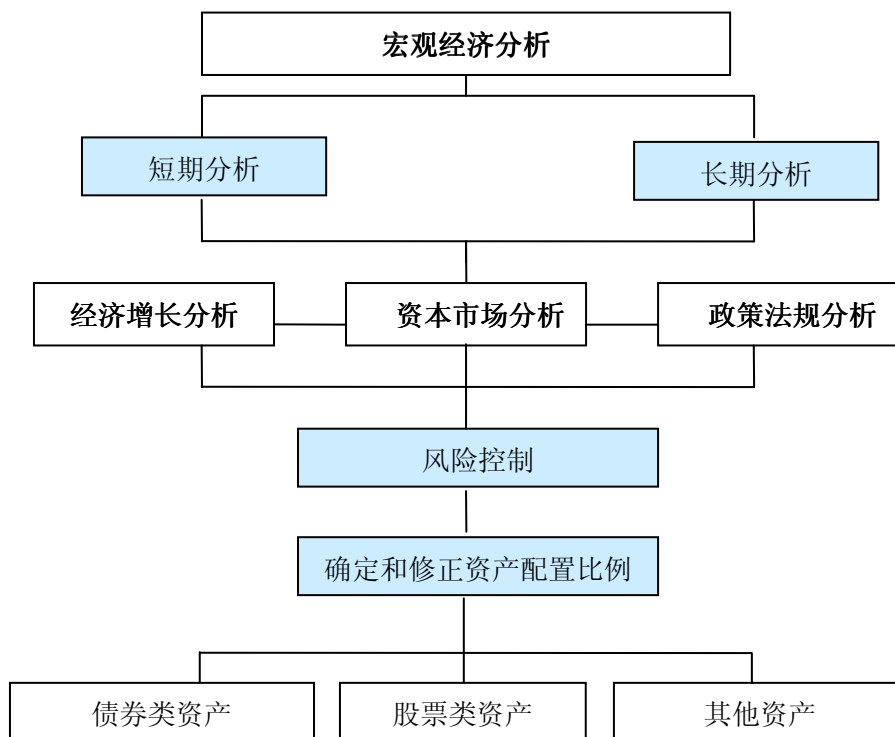 宏观经济分析
短期分析
长期分析
经济增长分析
资本市场分析
政策法规分析
风险控制
确定和修正资产配置比例
债券类资产
股票类资产
其他资产